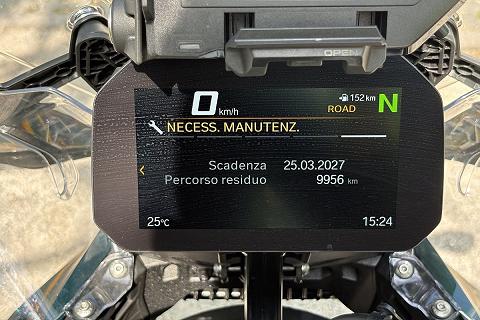 OPEN
0 km/h
152 km
ROAD
N
NECESS. MANUTENZ.
Scadenza 25.03.2027
Percorso residuo 9956 km
25°C
15:24